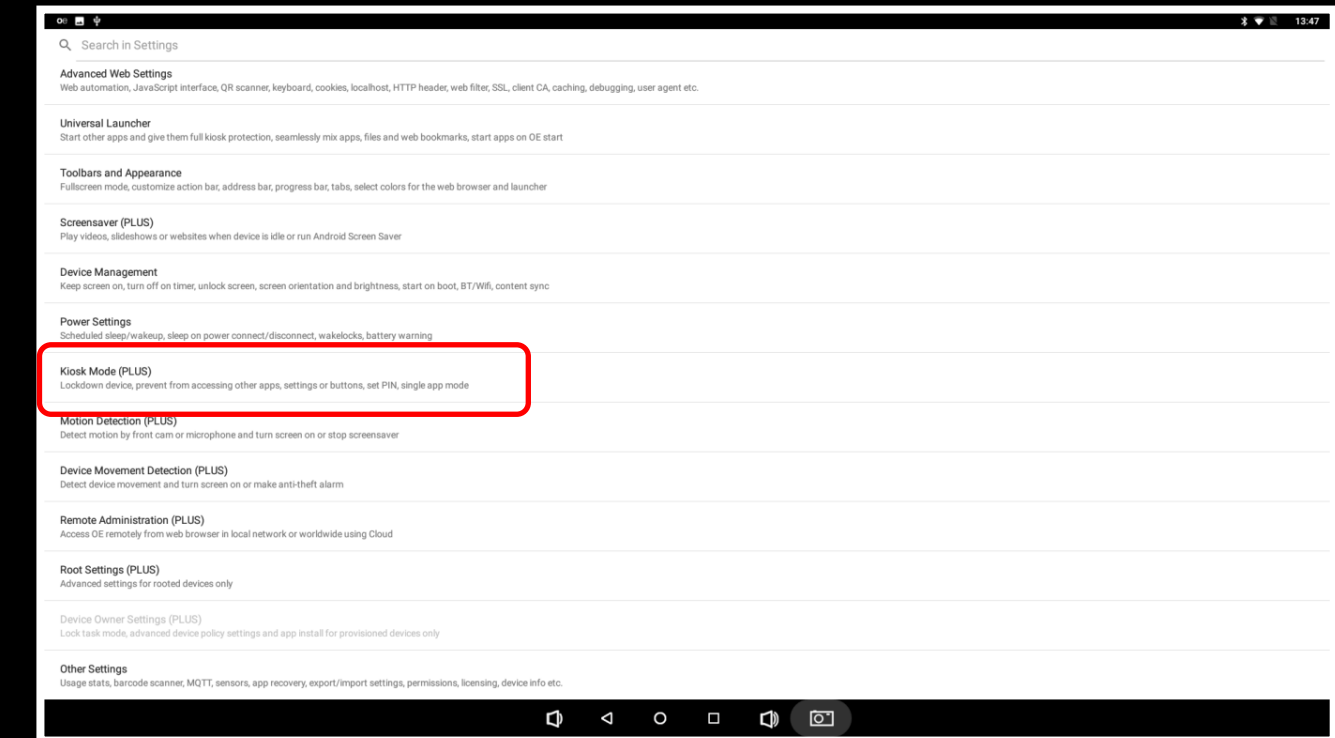 OE
13:47
Search in Settings
Advanced Web Settings
Web automation, JavaScript interface, QR scanner, keyboard, cookies, localhost, HTTP header, web filter, SSL, client CA, caching, debugging, user agent etc.
Universal Launcher
Start other apps and give them full kiosk protection, seamlessly mix apps, files and web bookmarks, start apps on OE start
Toolbars and Appearance
Fullscreen mode, customize action bar, address bar, progress bar, tabs, select colors for the web browser and launcher
Screensaver (PLUS)
Play videos, slideshows or websites when device is idle or run Android Screen Saver
Device Management
Keep screen on, turn off on timer, unlock screen, screen orientation and brightness, start on boot, BT/Wifi, content sync
Power Settings
Scheduled sleep/wakeup, sleep on power connect/disconnect, wakelocks, battery warning
Kiosk Mode (PLUS)
Lockdown device, prevent from accessing other apps, settings or buttons, set PIN, single app mode
Motion Detection (PLUS)
Detect motion by front cam or microphone and turn screen on or stop screensaver
Device Movement Detection (PLUS)
Detect device movement and turn screen on or make anti-theft alarm
Remote Administration (PLUS)
Access OE remotely from web browser in local network or worldwide using Cloud
Root Settings (PLUS)
Advanced settings for rooted devices only
Device Owner Settings (PLUS)
Lock task mode, advanced device policy settings and app install for provisioned devices only
Other Settings
Usage stats, barcode scanner, MQTT, sensors, app recovery, export/import settings, permissions, licensing, device info etc.